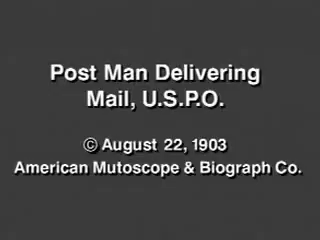 Post Man Delivering
Mail, U.S.P.O.
© August 22, 1903
American Mutoscope & Biograph Co.